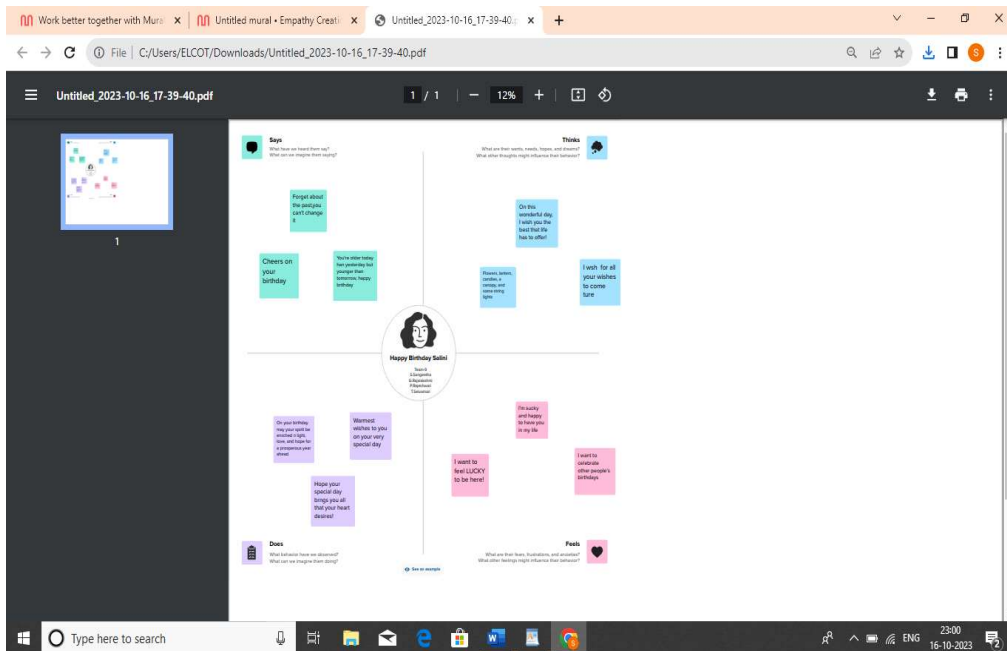 Work better together with Mura
Untitled mural • Empathy Creati
Untitled_2023-10-16_17-39-40.p
File
C:/Users/ELCOT/Downloads/Untitled_2023-10-16_17-39-40.pdf
S
Untitled_2023-10-16_17-39-40.pdf
1 / 1
12%
1
Says
What have we heard them say?
What can we imagine them saying?
Thinks
What are their wants, needs, hopes, and dreams?
What other thoughts might influence their behavior?
Forget about
the past,you
can't change
it
Cheers on
your
birthday
You're older today
then yesterday but
younger than
tomorrow, happy
birthday
On this
wonderful day,
I wish you the
best that life
has to offer!
candles, a
canopy, and
some string
lights
I wsh for all
your wishes
to come
ture
Happy Birthday Salini
On your birthday
may your spirit be
enriched in light,
love, and hope for
a prosperous year
ahead
Warmest
wishes to you
on your very
special day
Hope your
special day
brings you all
that your heart
desires!
I'm sucky
and happy
to have you
in my life
I want to
feel LUCKY
to be here!
I want to
celebrate
other people's
birthdays
Does
What behavior have we observed?
What can we imagine them doing?
Feels
What are their fears, frustrations, and anxieties?
What other feelings might influence their behavior?
See an example
Type here to search
ENG
23:00
16-10-2023
2